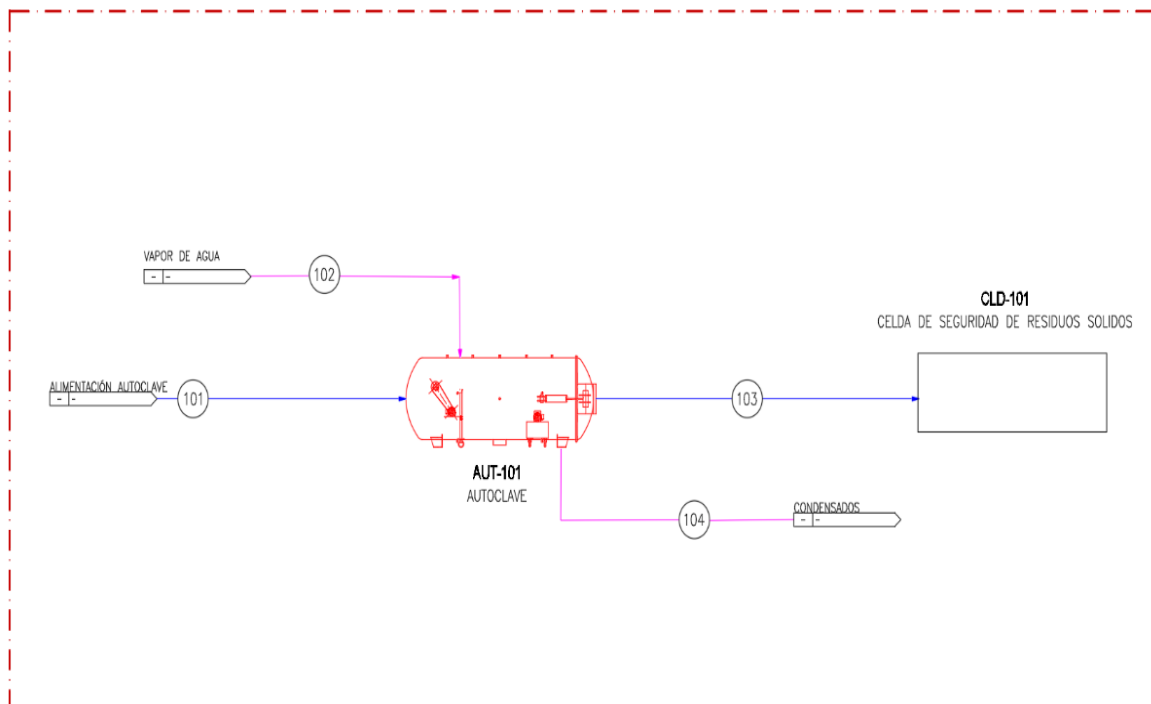 VAPOR DE AGUA
- -
102
CLD-101
CELDA DE SEGURIDAD DE RESIDUOS SOLIDOS
ALIMENTACIÓN AUTOCLAVE
- -
101
103
AUT-101
AUTOCLAVE
104
CONDENSADOS
- -